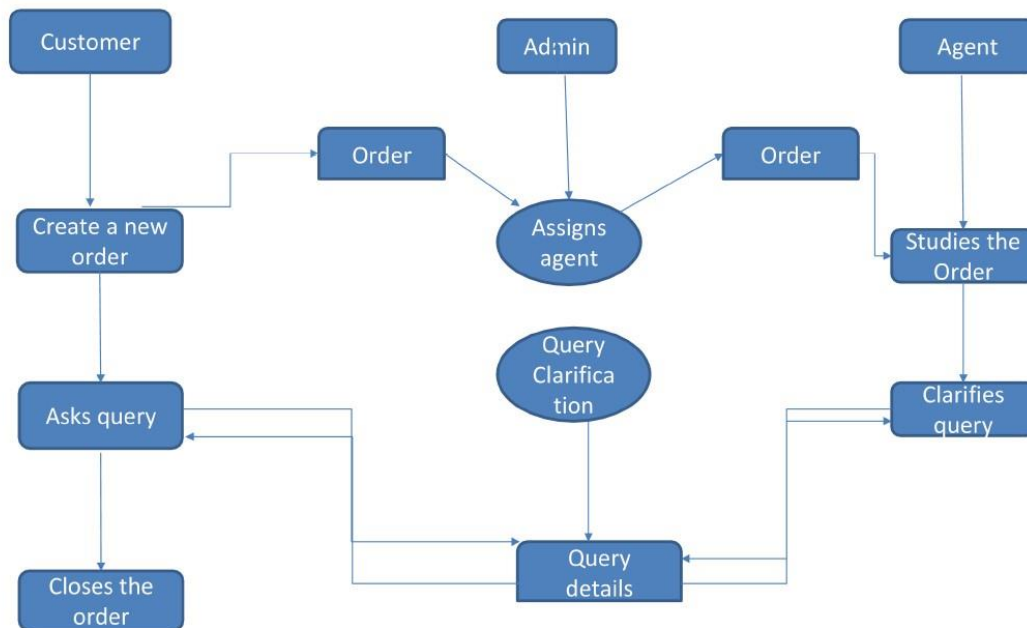 Customer
Admin
Agent
Order
Order
Create a new
order
Assigns
agent
Studies the
Order
Query
Clarifica
tion
Asks query
Clarifies
query
Query
details
Closes the
order